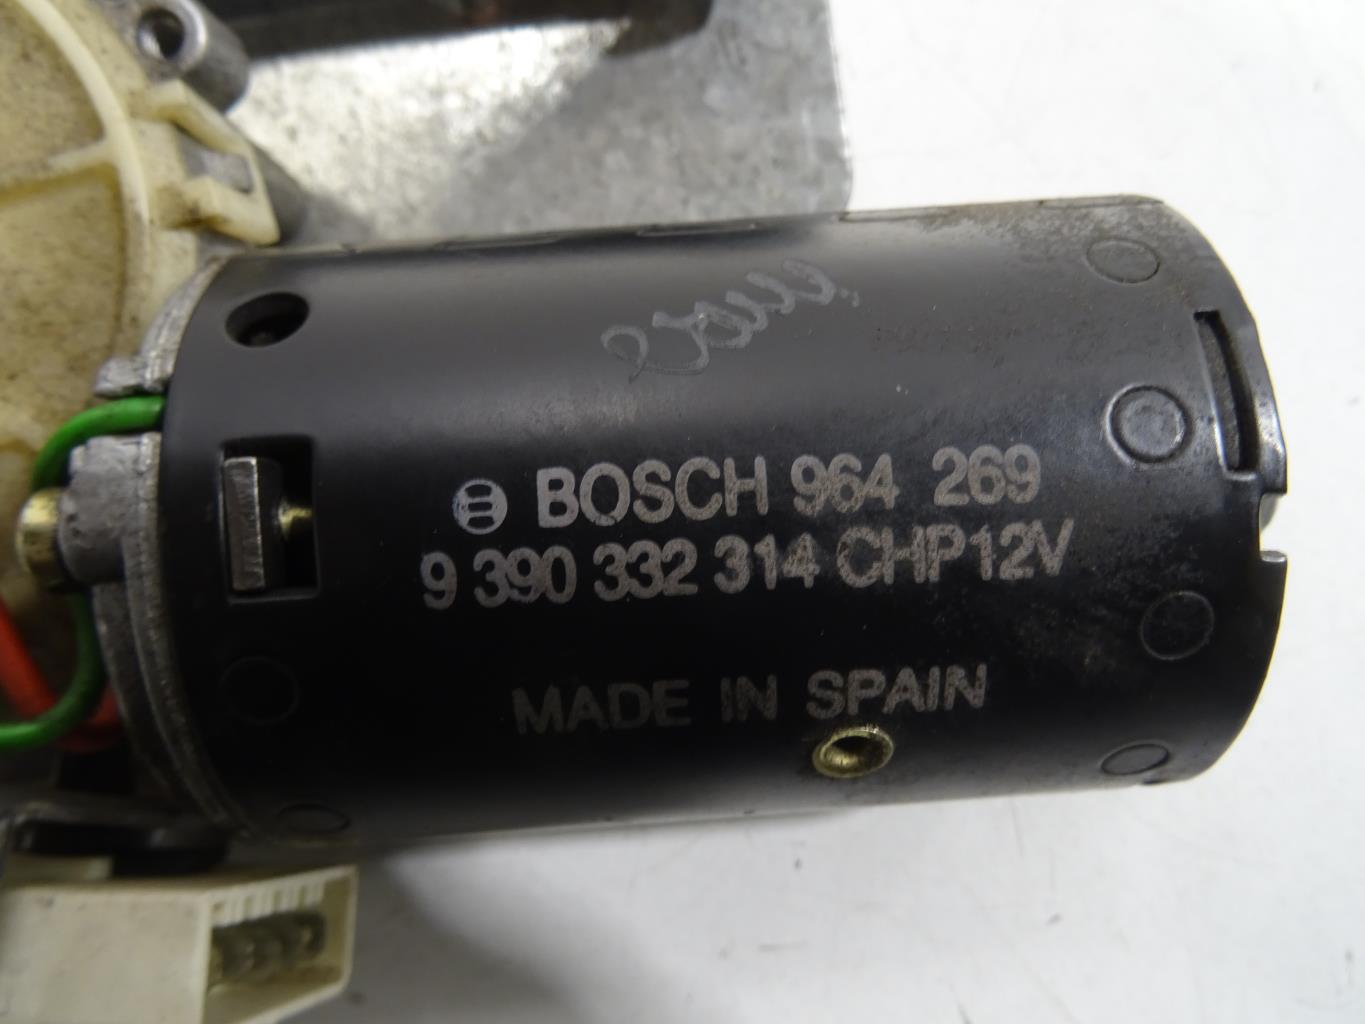 BOSCH 964 269
9 390 332 314 CHP12V
MADE IN SPAIN